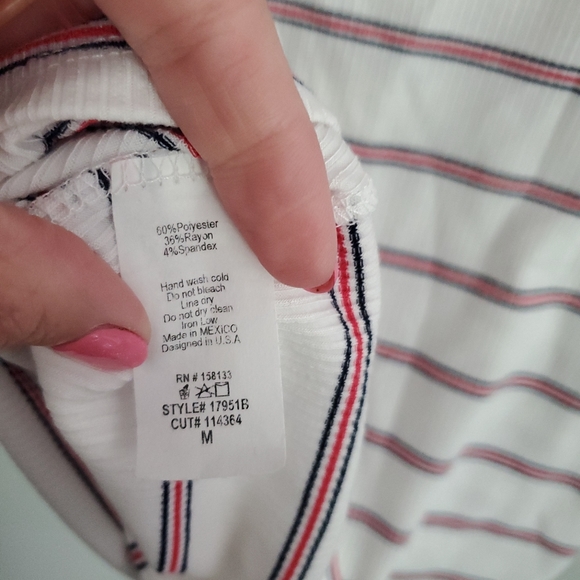 60%Polyester
36%Rayon
4%Spandex
Hand wash cold
Do not bleach
Line dry
Do not dry clean
Iron Low
Made in MEXICO
Designed in U.S.A
RN # 158133
STYLE# 17951B
CUT# 114364
M